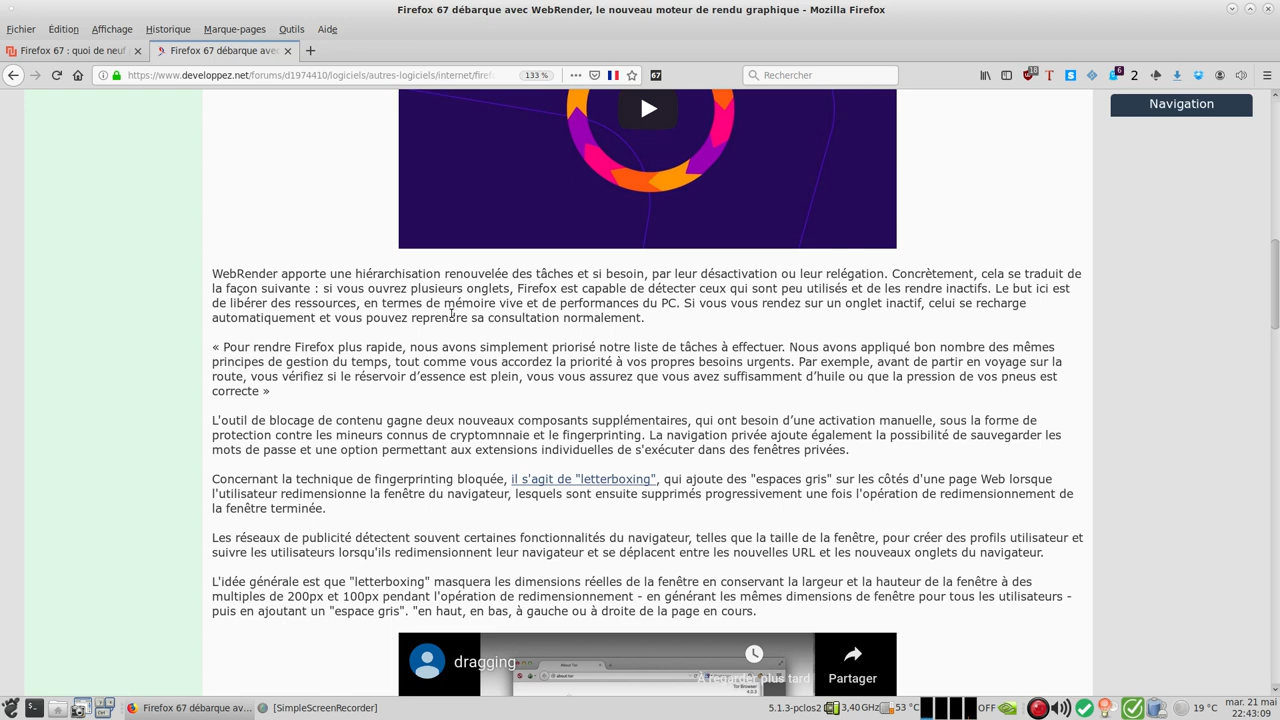 Firefox 67 débarque avec WebRender, le nouveau moteur de rendu graphique - Mozilla Firefox
Fichier Édition Affichage Historique Marque-pages Outils Aide
Firefox 67 : quoi de neuf Firefox 67 débarque avec
https://www.developpez.net/forums/d1974410/logiciels/autres-logiciels/internet/firef 133 % 67 Rechercher 18 6 2
Navigation
WebRender apporte une hiérarchisation renouvelée des tâches et si besoin, par leur désactivation ou leur relégation. Concrètement, cela se traduit de
la façon suivante : si vous ouvrez plusieurs onglets, Firefox est capable de détecter ceux qui sont peu utilisés et de les rendre inactifs. Le but ici est
de libérer des ressources, en termes de mémoire vive et de performances du PC. Si vous vous rendez sur un onglet inactif, celui se recharge
automatiquement et vous pouvez reprendre sa consultation normalement.
« Pour rendre Firefox plus rapide, nous avons simplement priorisé notre liste de tâches à effectuer. Nous avons appliqué bon nombre des mêmes
principes de gestion du temps, tout comme vous accordez la priorité à vos propres besoins urgents. Par exemple, avant de partir en voyage sur la
route, vous vérifiez si le réservoir d’essence est plein, vous vous assurez que vous avez suffisamment d’huile ou que la pression de vos pneus est
correcte »
L'outil de blocage de contenu gagne deux nouveaux composants supplémentaires, qui ont besoin d’une activation manuelle, sous la forme de
protection contre les mineurs connus de cryptomnnaie et le fingerprinting. La navigation privée ajoute également la possibilité de sauvegarder les
mots de passe et une option permettant aux extensions individuelles de s'exécuter dans des fenêtres privées.
Concernant la technique de fingerprinting bloquée, il s'agit de "letterboxing", qui ajoute des "espaces gris" sur les côtés d'une page Web lorsque
l'utilisateur redimensionne la fenêtre du navigateur, lesquels sont ensuite supprimés progressivement une fois l'opération de redimensionnement de
la fenêtre terminée.
Les réseaux de publicité détectent souvent certaines fonctionnalités du navigateur, telles que la taille de la fenêtre, pour créer des profils utilisateur et
suivre les utilisateurs lorsqu'ils redimensionnent leur navigateur et se déplacent entre les nouvelles URL et les nouveaux onglets du navigateur.
L'idée générale est que "letterboxing" masquera les dimensions réelles de la fenêtre en conservant la largeur et la hauteur de la fenêtre à des
multiples de 200px et 100px pendant l'opération de redimensionnement - en générant les mêmes dimensions de fenêtre pour tous les utilisateurs -
puis en ajoutant un "espace gris". "en haut, en bas, à gauche ou à droite de la page en cours.
dragging
À regarder plus tard Partager
Firefox 67 débarque av... [SimpleScreenRecorder] 5.1.3-pclos2 3,40 GHz 53 °C OFF 19 °C mar. 21 mai
22:43:09